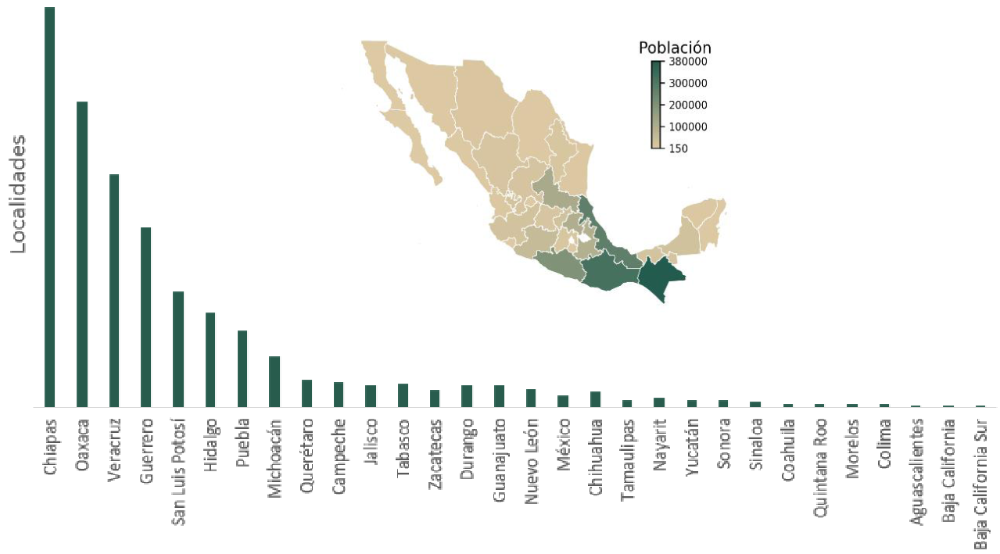 Población
380000
300000
200000
100000
150
Localidades
Chiapas
Oaxaca
Veracruz
Guerrero
San Luis Potosí
Hidalgo
Puebla
Michoacán
Querétaro
Campeche
Jalisco
Tabasco
Zacatecas
Durango
Guanajuato
Nuevo León
México
Chihuahua
Tamaulipas
Nayarit
Yucatán
Sonora
Sinaloa
Coahuila
Quintana Roo
Morelos
Colima
Aguascalientes
Baja California
Baja California Sur